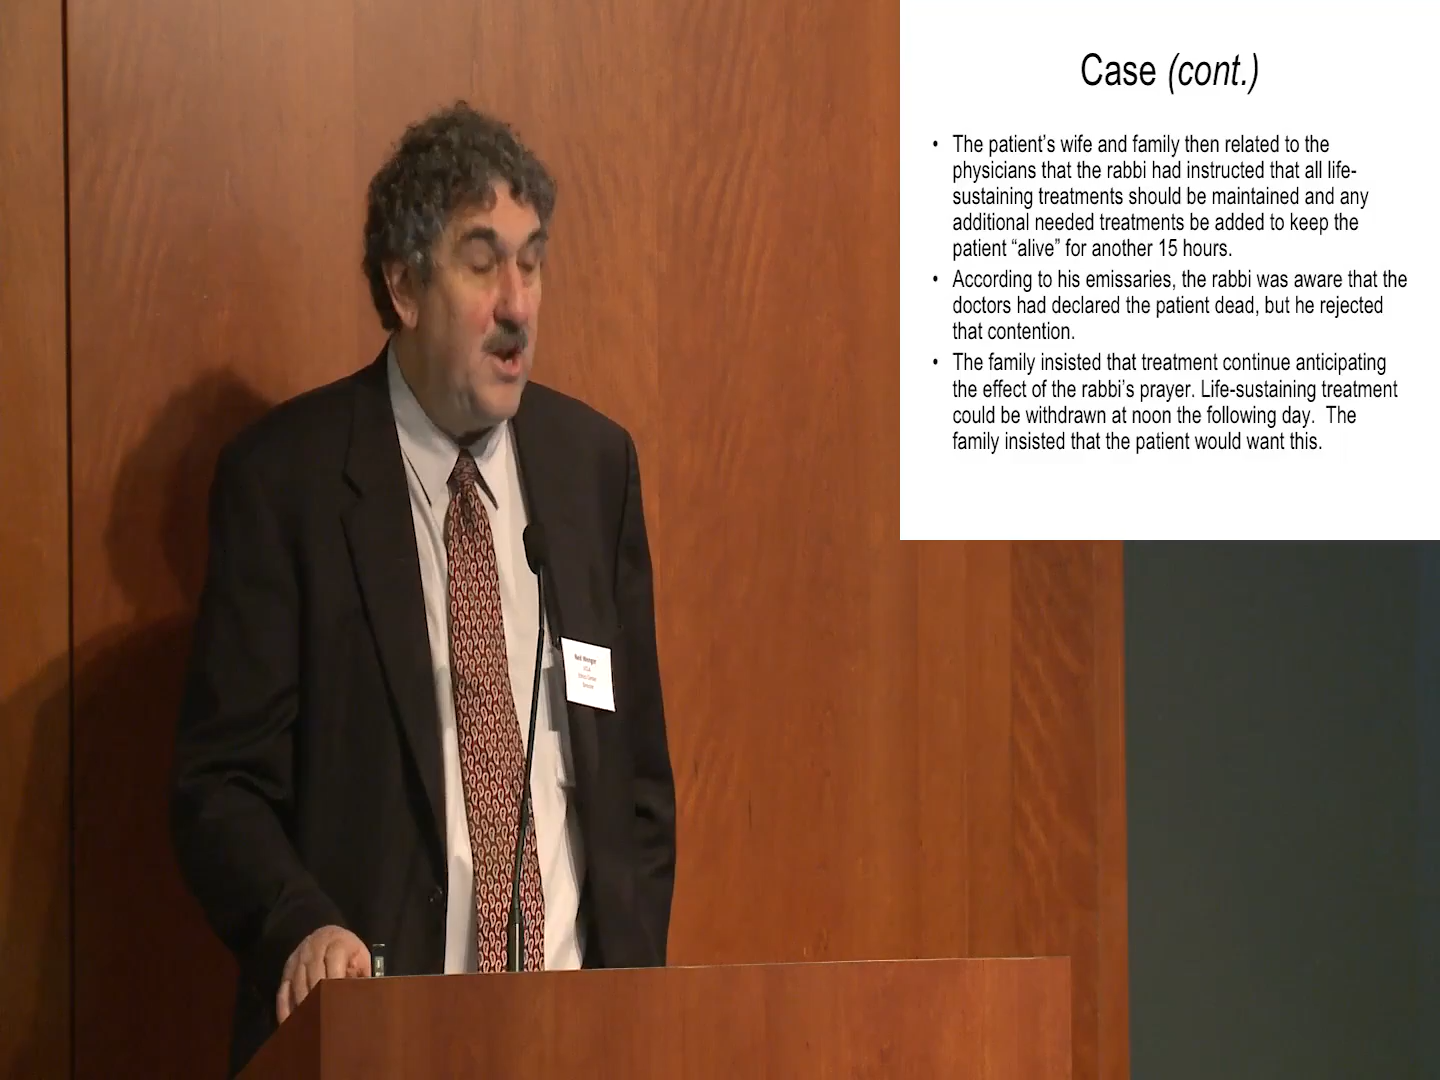 Case (cont.)
• The patient’s wife and family then related to the
physicians that the rabbi had instructed that all life-
sustaining treatments should be maintained and any
additional needed treatments be added to keep the
patient “alive” for another 15 hours.
• According to his emissaries, the rabbi was aware that the
doctors had declared the patient dead, but he rejected
that contention.
• The family insisted that treatment continue anticipating
the effect of the rabbi’s prayer. Life-sustaining treatment
could be withdrawn at noon the following day. The
family insisted that the patient would want this.
Neil Wenger
UCLA
Ethics Center